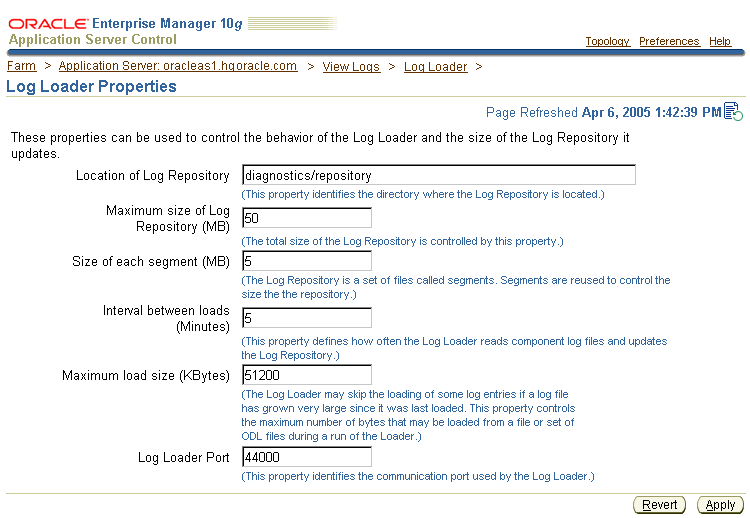 ORACLE Enterprise Manager 10g
Application Server Control
Topology Preferences Help
Farm > Application Server: oracleas1.hqoracle.com > View Logs > Log Loader >
Log Loader Properties
Page Refreshed Apr 6, 2005 1:42:39 PM
These properties can be used to control the behavior of the Log Loader and the size of the Log Repository it
updates.
Location of Log Repository diagnostics/repository
(This property identifies the directory where the Log Repository is located.)
Maximum size of Log
Repository (MB) 50
(The total size of the Log Repository is controlled by this property.)
Size of each segment (MB) 5
(The Log Repository is a set of files called segments. Segments are reused to control the
size the the repository.)
Interval between loads
(Minutes) 5
(This property defines how often the Log Loader reads component log files and updates
the Log Repository.)
Maximum load size (KBytes) 51200
(The Log Loader may skip the loading of some log entries if a log file
has grown very large since it was last loaded. This property controls
the maximum number of bytes that may be loaded from a file or set of
ODL files during a run of the Loader.)
Log Loader Port 44000
(This property identifies the communication port used by the Log Loader.)
Revert Apply